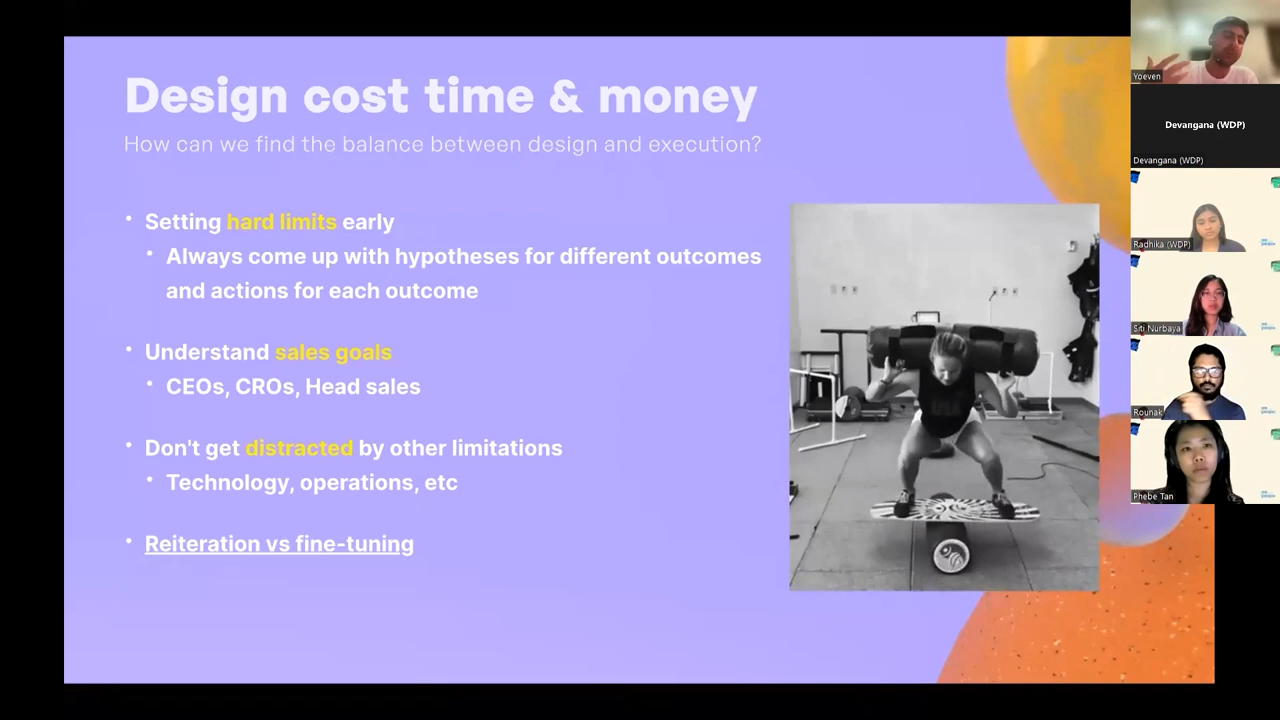 Design cost time & money
How can we find the balance between design and execution?
Setting hard limits early
Always come up with hypotheses for different outcomes
and actions for each outcome
Understand sales goals
CEOs, CROs, Head sales
Don't get distracted by other limitations
Technology, operations, etc
Reiteration vs fine-tuning
Yoeven
Devangana (WDP)
Devangana (WDP)
Radhika (WDP)
Siti Nurbaya
Rounak
Phebe Tan